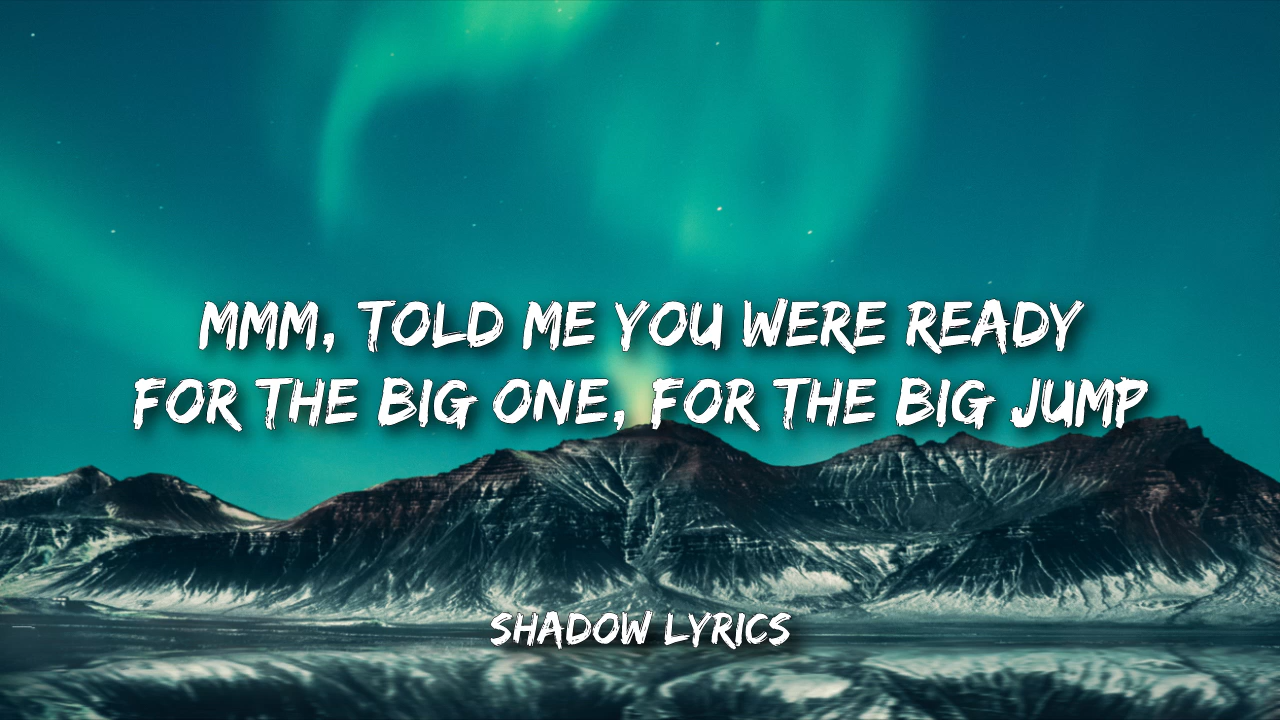 MMM, TOLD ME YOU WERE READY
FOR THE BIG ONE, FOR THE BIG JUMP
SHADOW LYRICS